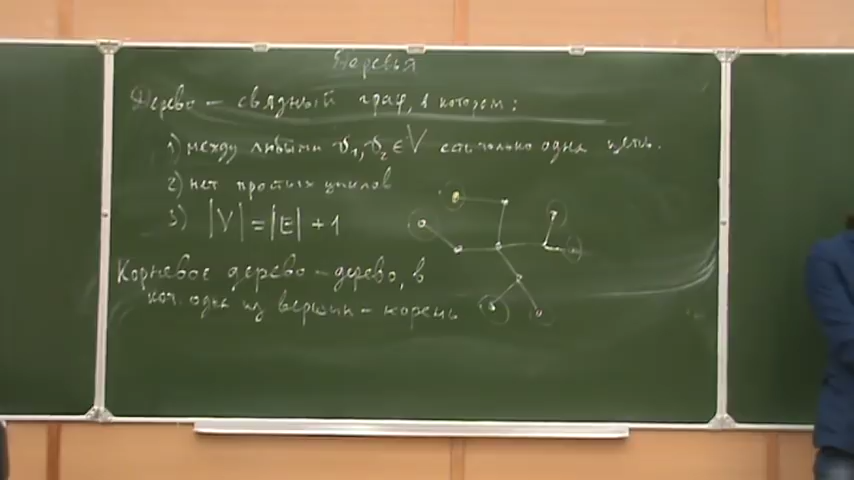 Деревья
Дерево — связный граф, в котором:
1) между любыми v₁, v₂ ∈ V есть только одна цепь.
2) нет простых циклов
3) |V| = |E| + 1
Корневое дерево – дерево, в
кот. одна из вершин – корень